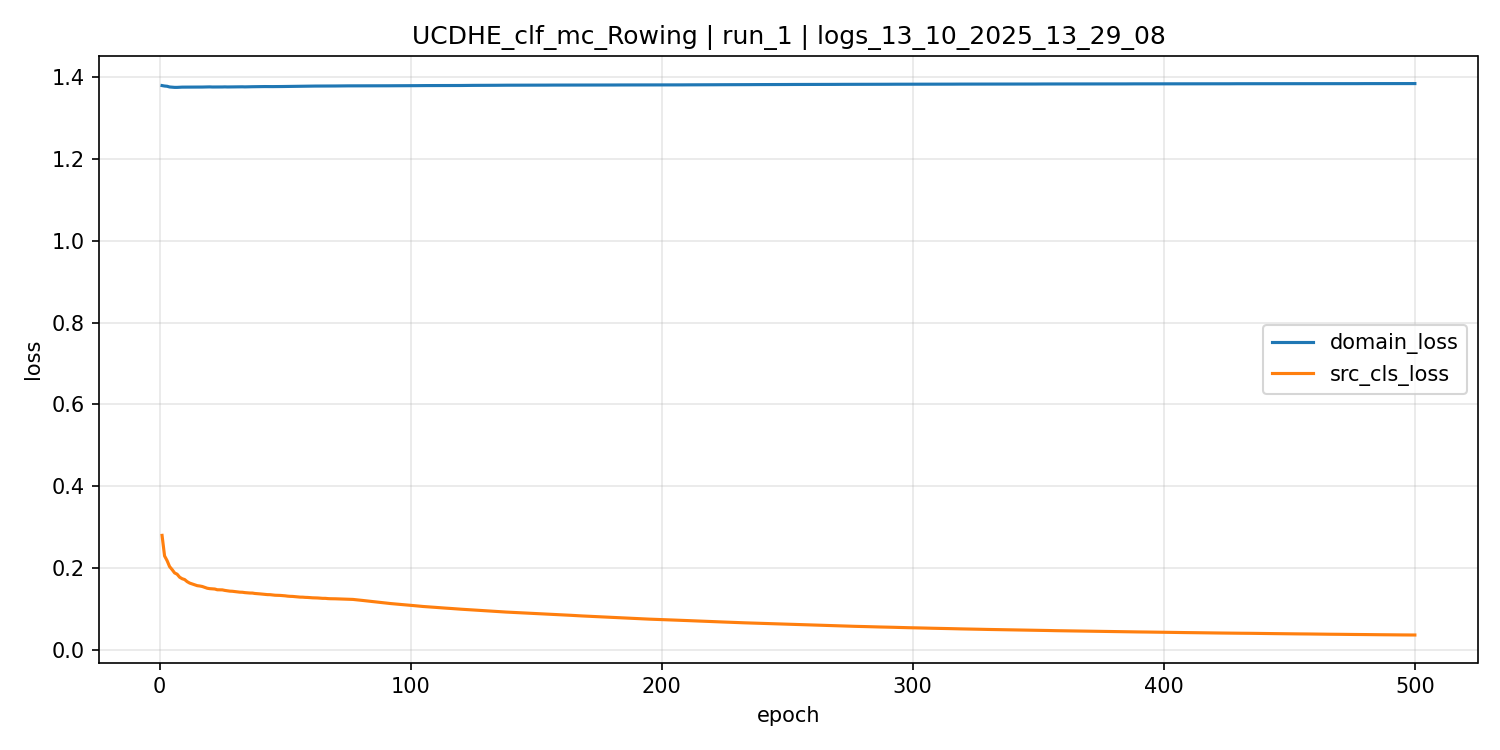 UCDHE_clf_mc_Rowing | run_1 | logs_13_10_2025_13_29_08
1.4
1.2
1.0
0.8
0.6
0.4
0.2
0.0
loss
domain_loss
src_cls_loss
0 100 200 300 400 500
epoch